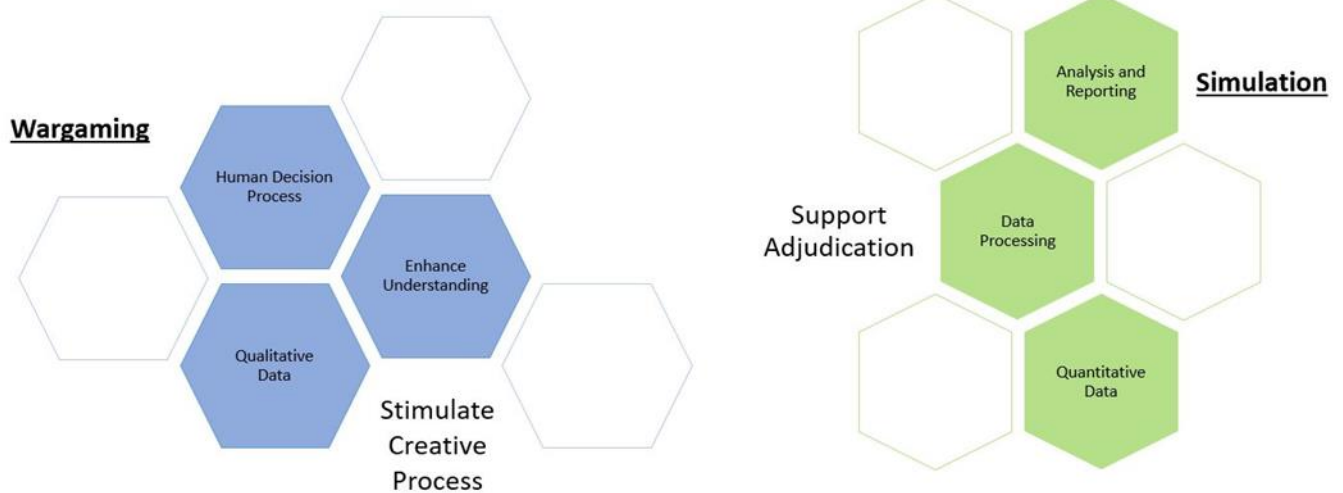 Wargaming
Human Decision
Process
Enhance
Understanding
Qualitative
Data
Stimulate
Creative
Process
Simulation
Analysis and
Reporting
Support
Adjudication
Data
Processing
Quantitative
Data